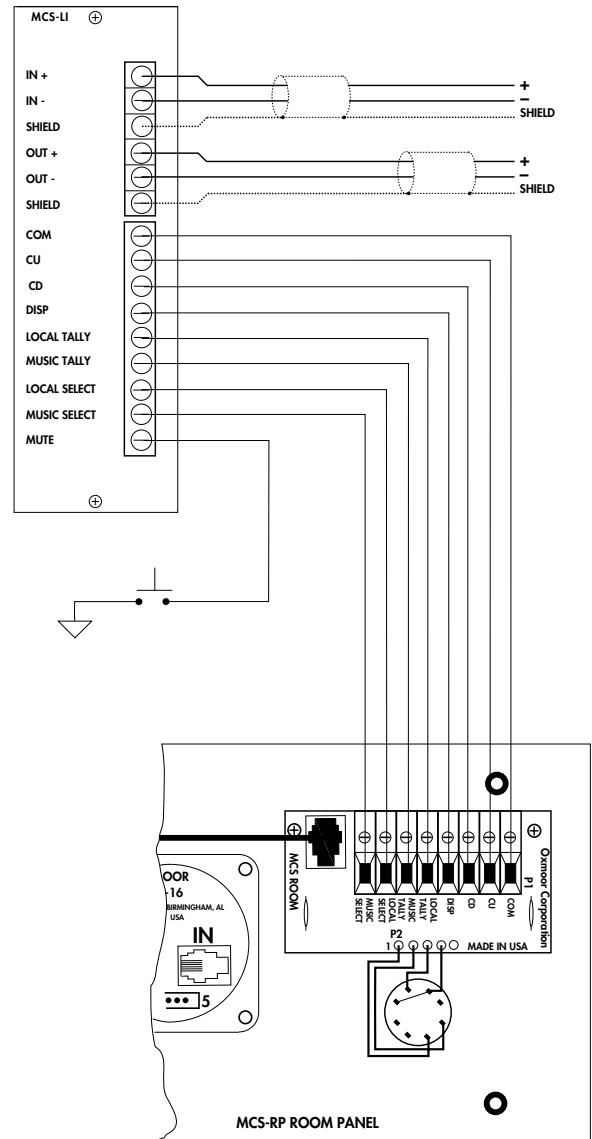 MCS-LI
IN +
IN -
SHIELD
OUT +
OUT -
SHIELD
COM
CU
CD
DISP
LOCAL TALLY
MUSIC TALLY
LOCAL SELECT
MUSIC SELECT
MUTE
+
−
SHIELD
+
−
SHIELD
OOR
-16
BIRMINGHAM, AL
USA
IN
5
MCS ROOM
MUSIC
SELECT
LOCAL
SELECT
MUSIC
TALLY
LOCAL
TALLY
DISP
CD
CU
COM
P1
Oxmoor Corporation
P2
1
MADE IN USA
MCS-RP ROOM PANEL